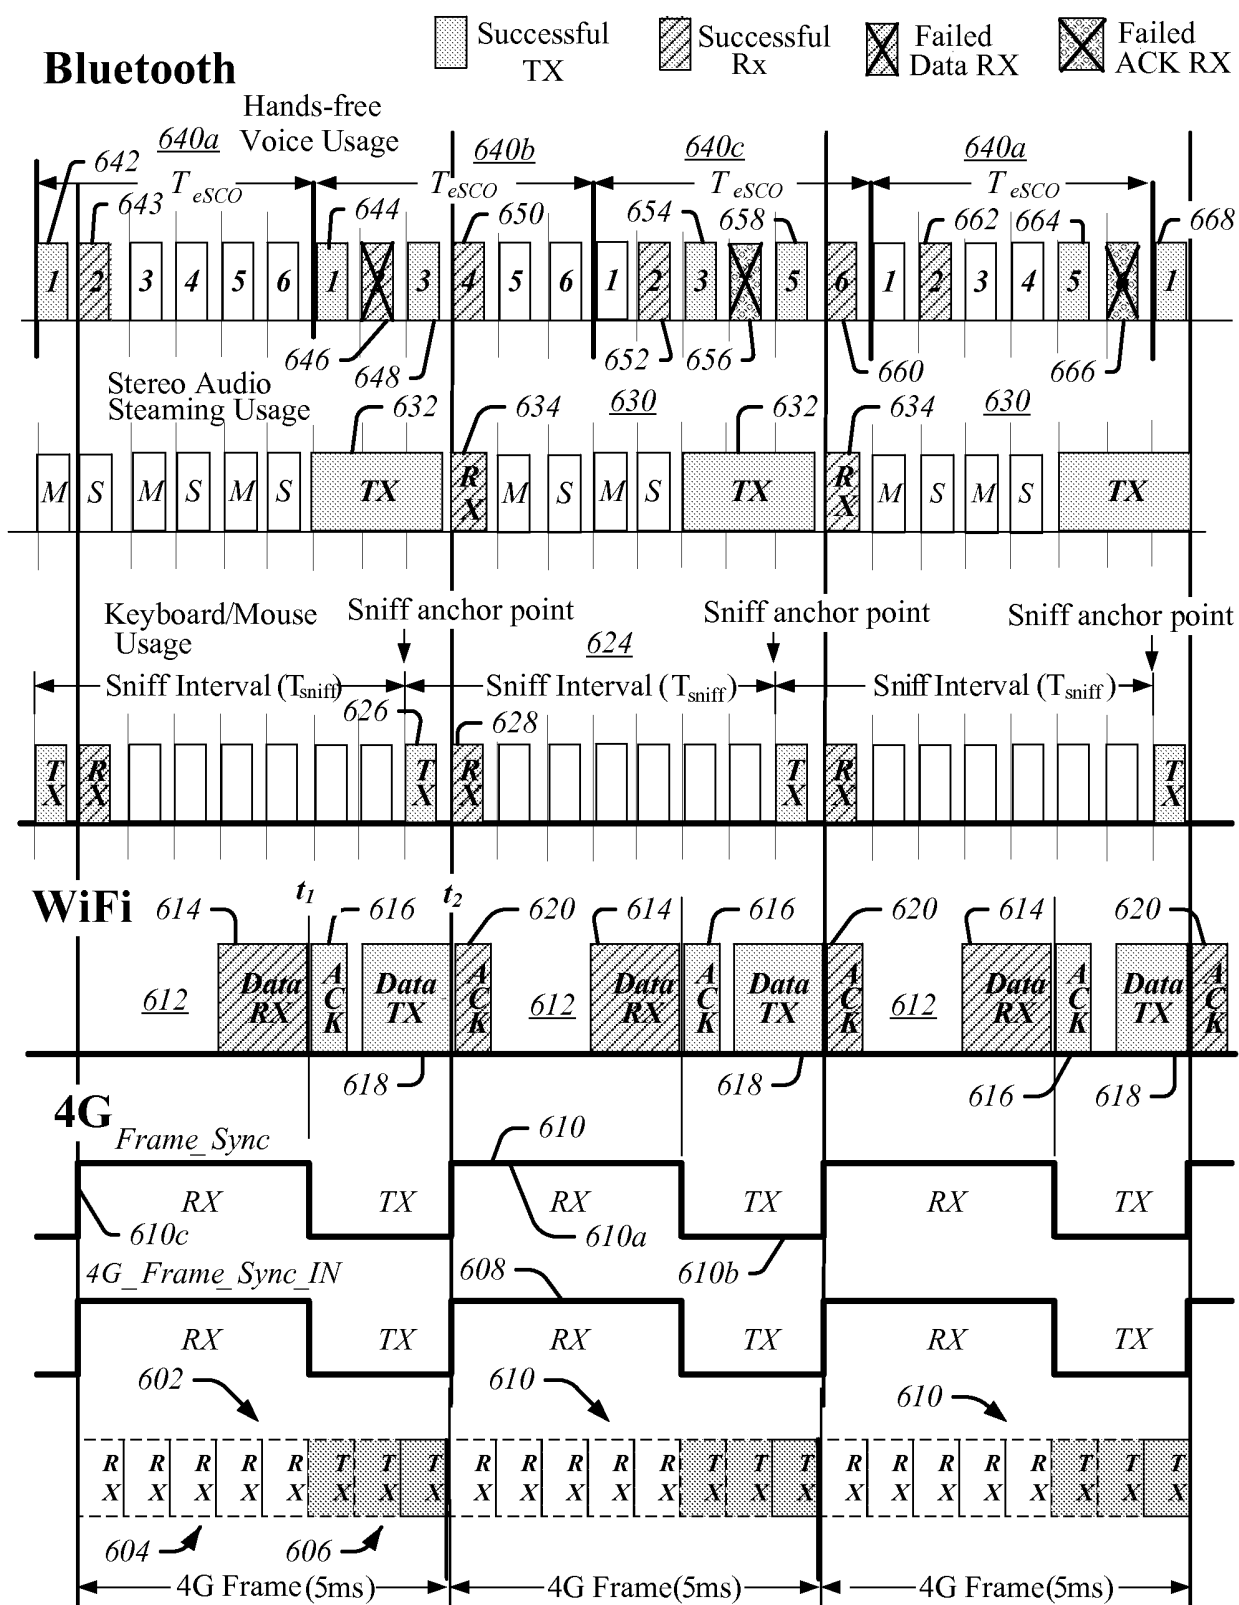 Successful TX
Successful Rx
Failed Data RX
Failed ACK RX
Bluetooth
Hands-free
Voice Usage
640a 640b 640c 640a
642 TeSCO TeSCO TeSCO TeSCO
643 644 650 654 658 662 664 668
1 2 3 4 5 6 1 3 4 5 6 1 2 3 5 6 1 2 3 4 5 1
646 648 652 656 660 666
Stereo Audio
Steaming Usage
632 634 630 632 634 630
M S M S M S TX RX M S M S TX RX M S M S TX
Keyboard/Mouse
Usage
Sniff anchor point Sniff anchor point Sniff anchor point
624
Sniff Interval (Tsniff) Sniff Interval (Tsniff) Sniff Interval (Tsniff)
626 628
TX RX TX RX TX RX TX
WiFi
614 t1 616 t2 620 614 616 620 614 620
612 Data RX ACK Data TX ACK 612 Data RX ACK Data TX ACK 612 Data RX ACK Data TX ACK
618 618 616 618
4G
Frame_Sync 610
RX TX RX TX RX TX
610c 610a 610b
4G_Frame_Sync_IN 608
RX TX RX TX RX TX
602 610 610
RX RX RX RX RX TX TX TX RX RX RX RX RX TX TX TX RX RX RX RX RX TX TX TX
604 606
4G Frame(5ms) 4G Frame(5ms) 4G Frame(5ms)